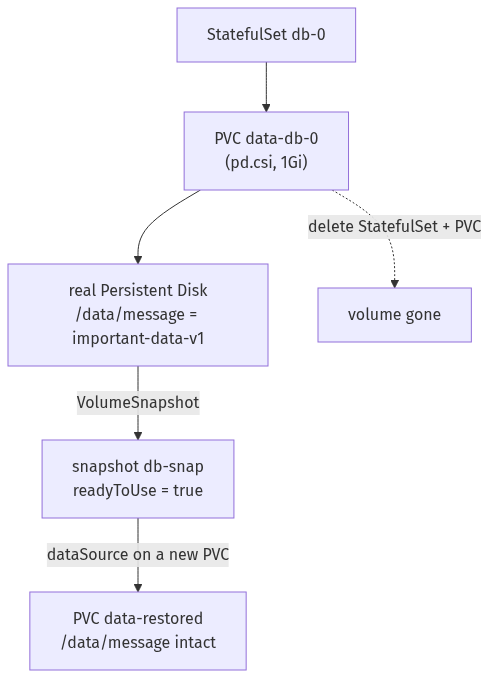 StatefulSet db-0
PVC data-db-0
(pd.csi, 1Gi)
delete StatefulSet + PVC
real Persistent Disk
/data/message =
important-data-v1
volume gone
VolumeSnapshot
snapshot db-snap
readyToUse = true
dataSource on a new PVC
PVC data-restored
/data/message intact